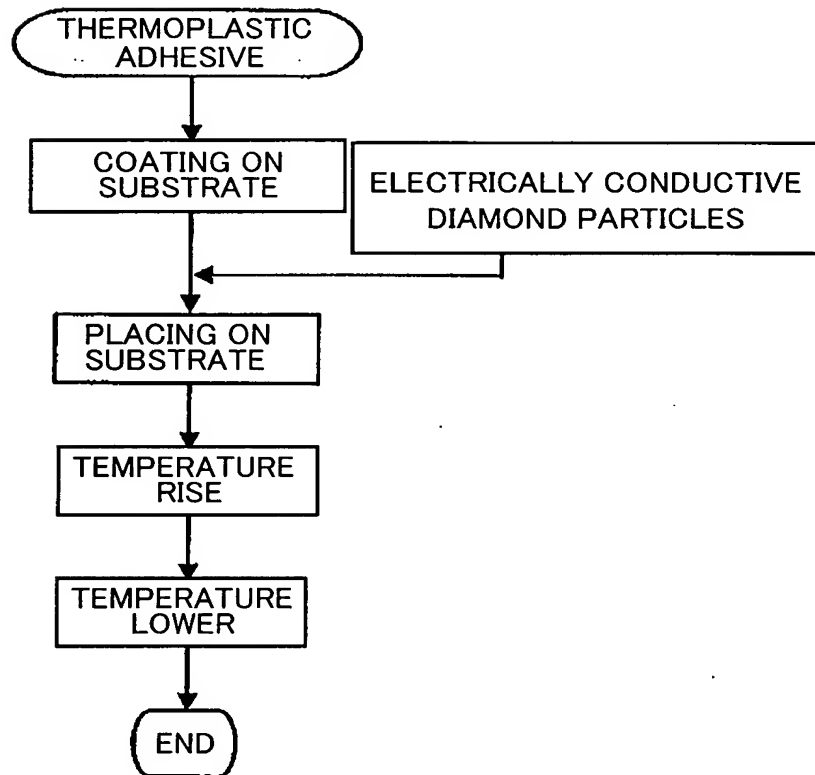 THERMOPLASTIC
ADHESIVE
COATING ON
SUBSTRATE
ELECTRICALLY CONDUCTIVE
DIAMOND PARTICLES
PLACING ON
SUBSTRATE
TEMPERATURE
RISE
TEMPERATURE
LOWER
END